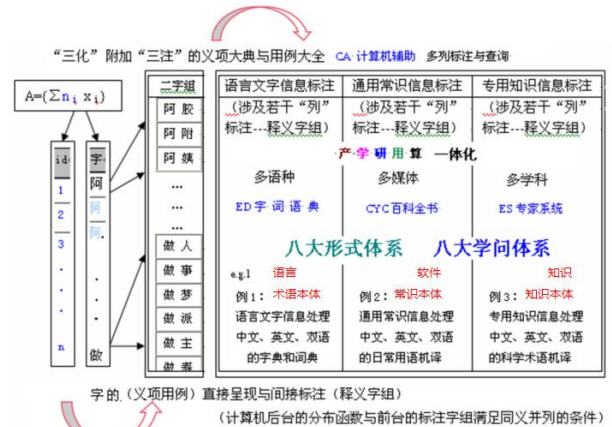 “三化”附加“三注”的义项大典与用例大全 CA 计算机辅助 多列标注与查询
A={∑n i x i}
id 字
1 阿
2 阿
3 阿.
n 做
二字组
阿 胶
阿 附
阿 姨
...
...
...
做 人
做 事
做 梦
做 派
做 主
做 寿
语言文字信息标注 通用常识信息标注 专用知识信息标注
(涉及若干“列” (涉及若干“列” (涉及若干“列”
标注---释义字组) 标注---释义字组) 标注---释义字组)
·产·学·研·用·算 一体化
多语种 多媒体 多学科
ED字·词·语·典 CYC百科全书 ES专家系统
八大形式体系 八大学问体系
e.g.1 语言 软件 知识
例1：术语本体 例2：常识本体 例3：知识本体
语言文字信息处理 通用常识信息处理 专用知识信息处理
中文、英文、双语 中文、英文、双语 中文、英文、双语
的字典和词典 的日常用语机译 的科学术语机译
字的.(义项用例)直接呈现与间接标注(释义字组)
(计算机后台的分布函数与前台的标注字组满足同义并列的条件)